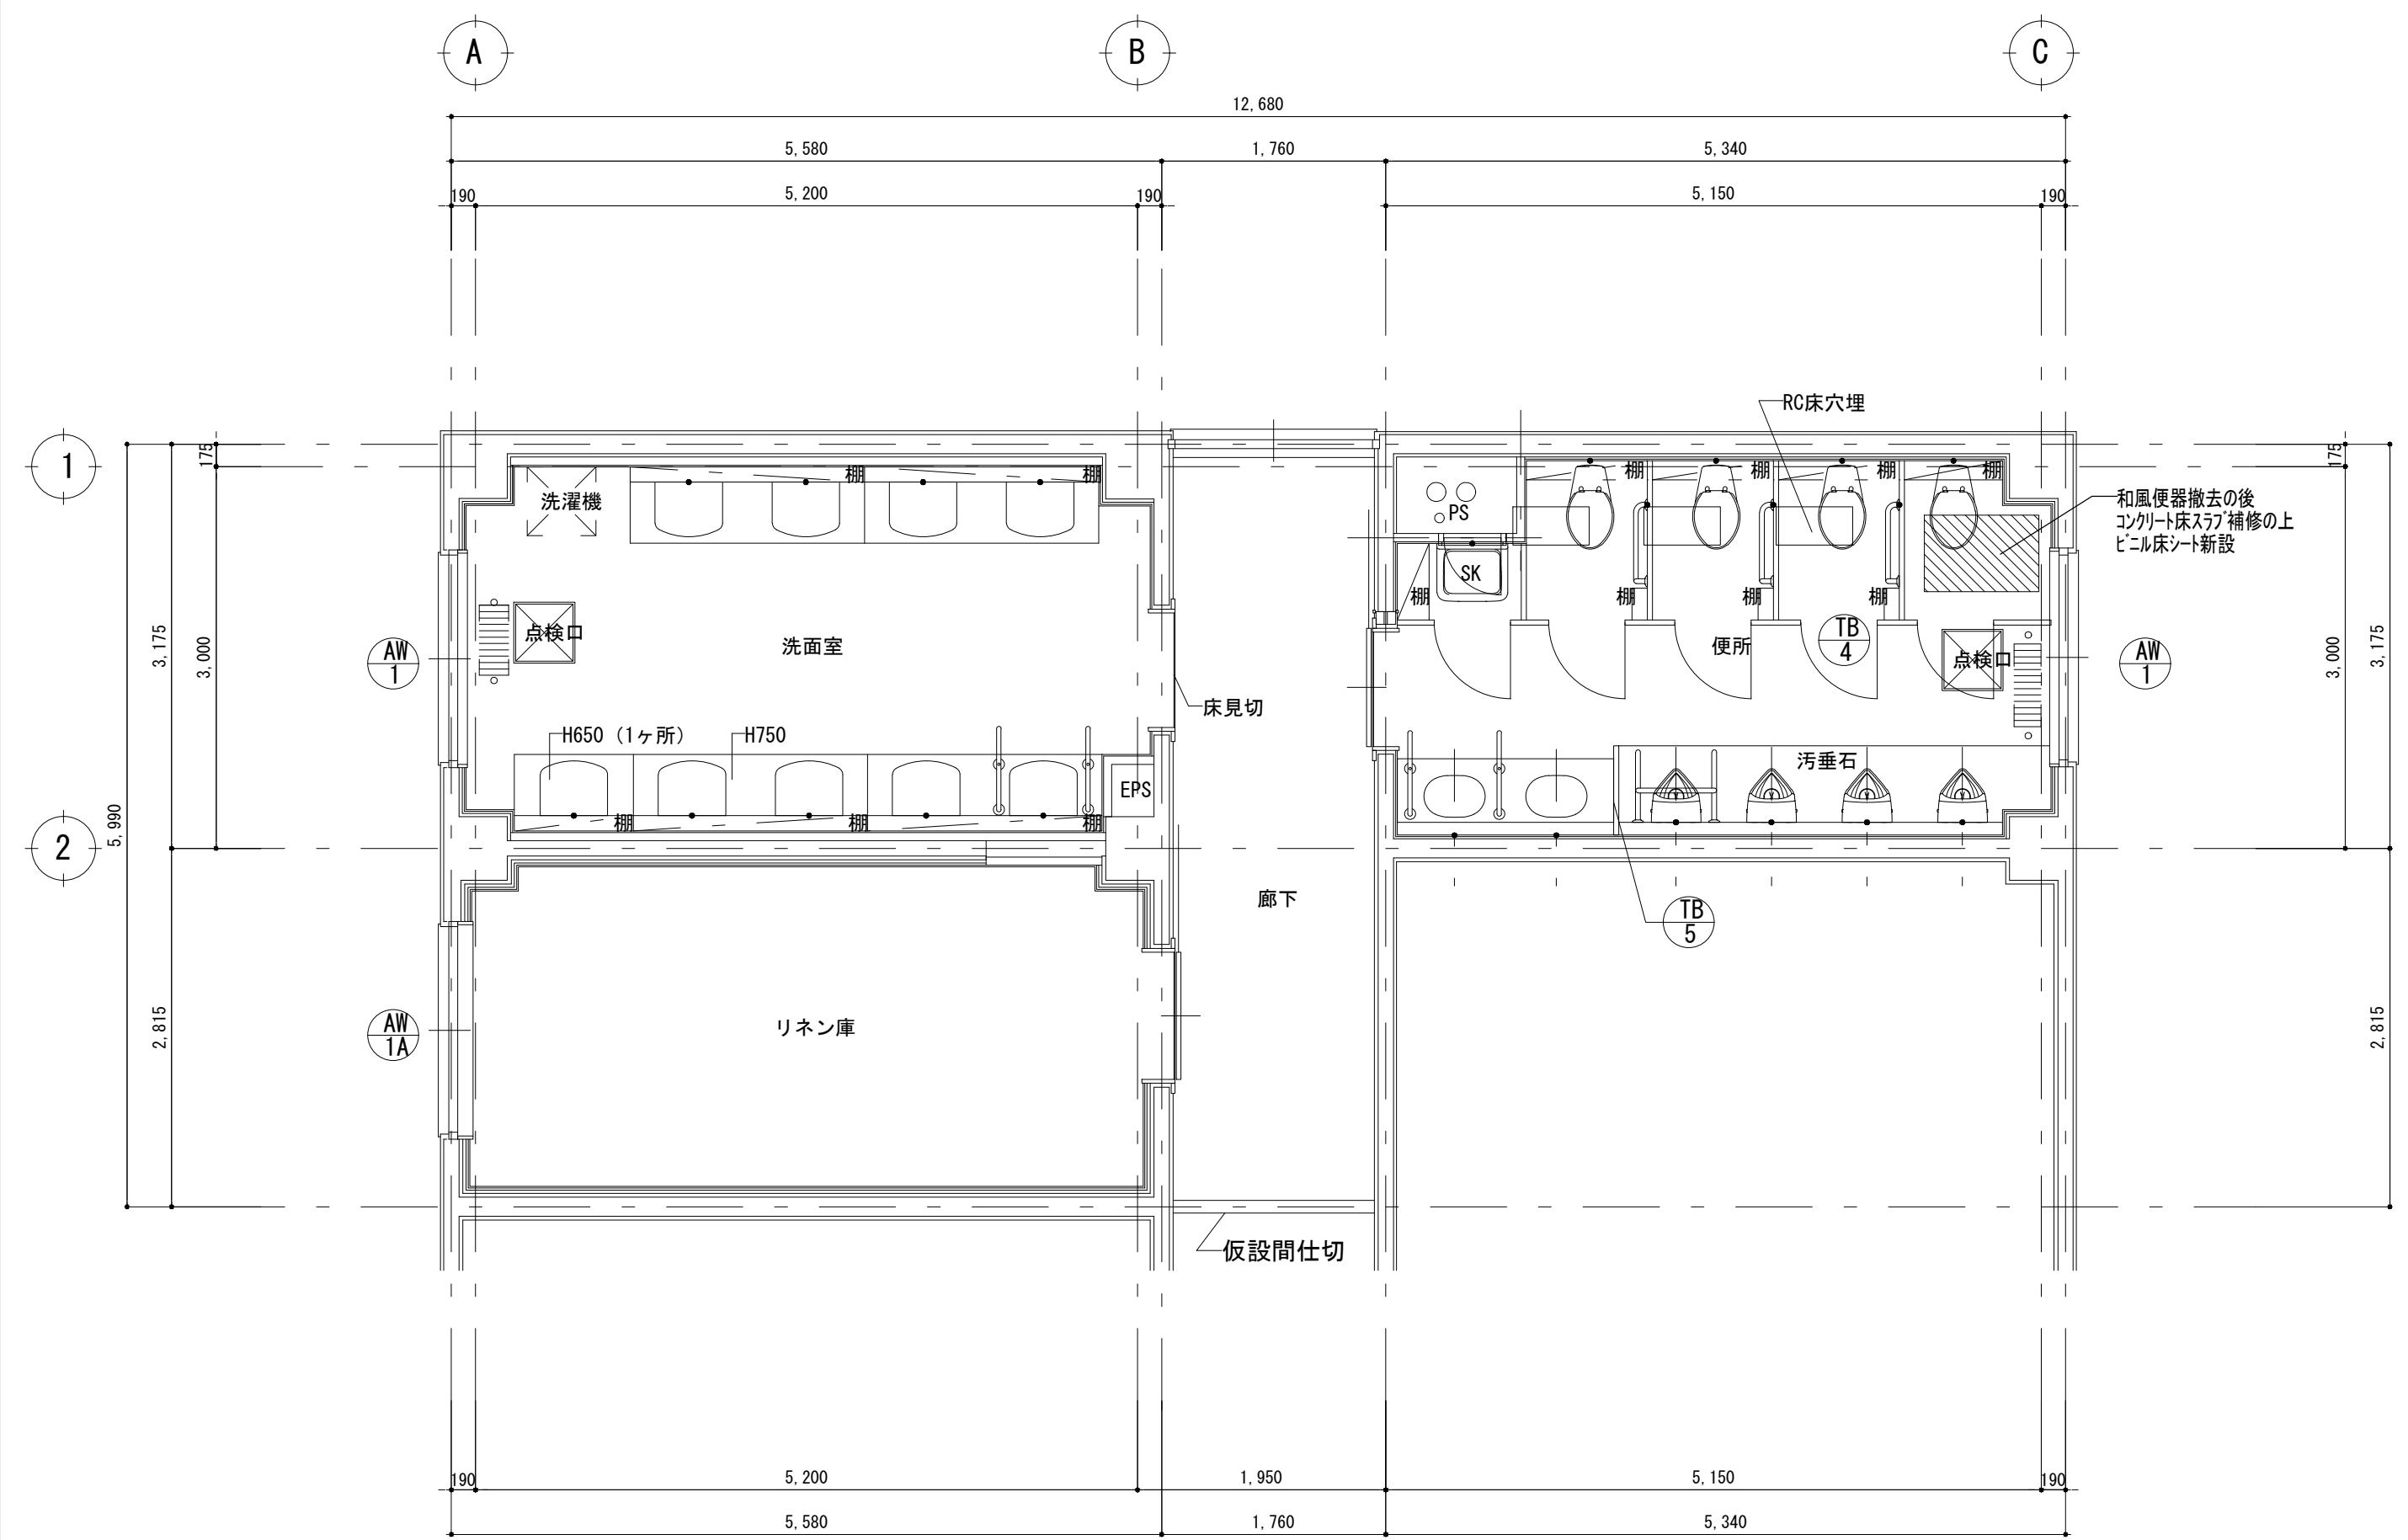 A B C
12,680
5,580 1,760 5,340
190 5,200 190 5,150 190
RC床穴埋
1 175 175
棚 棚 棚 棚 棚 棚
洗濯機 PS
和風便器撤去の後
コンクリート床スラブ補修の上
ビニル床シート新設
SK
棚 棚 棚 棚
点検口 洗面室 便所 TB 4 点検口
AW 1 AW 1
3,175 3,000 3,000 3,175
床見切
H650 (1ヶ所) H750
汚垂石
EPS
棚 棚 棚
2 5,990
廊下
TB 5
リネン庫
AW 1A
2,815 2,815
仮設間仕切
190 5,200 1,950 5,150 190
5,580 1,760 5,340